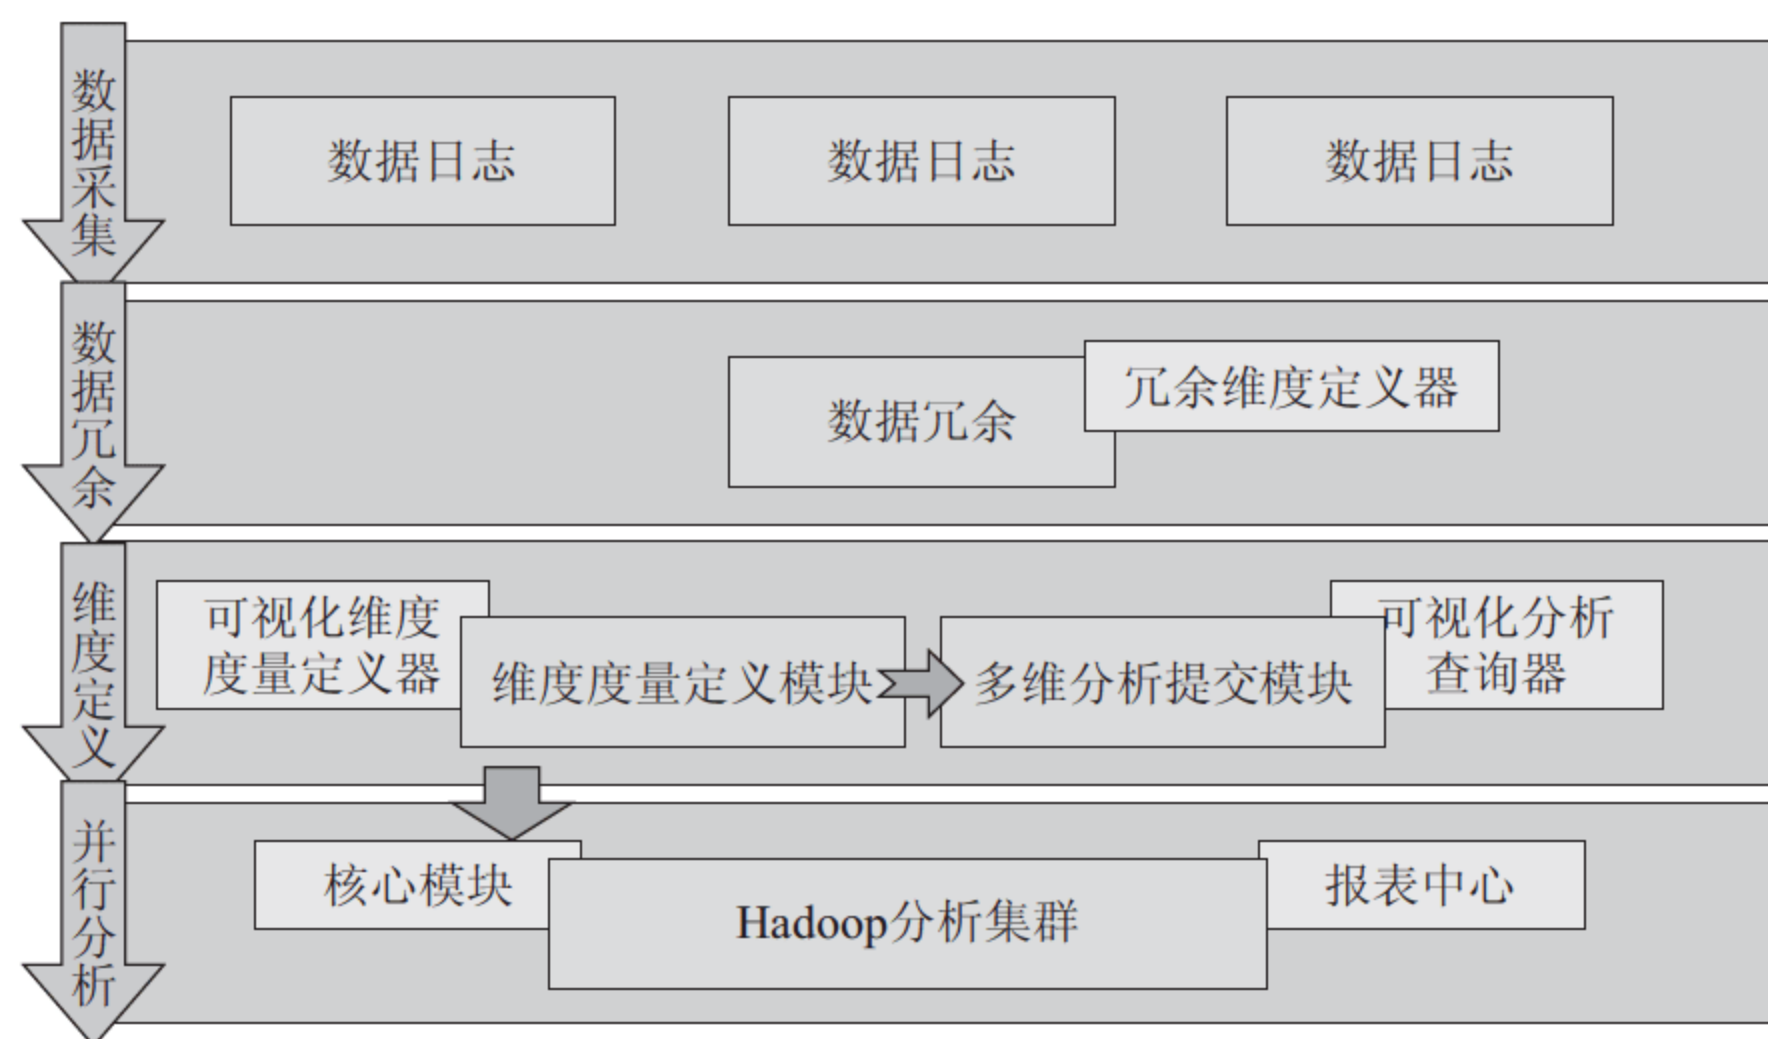 数据采集
数据日志
数据日志
数据日志
数据冗余
数据冗余
冗余维度定义器
维度定义
可视化维度
度量定义器
维度度量定义模块
多维分析提交模块
可视化分析
查询器
并行分析
核心模块
Hadoop分析集群
报表中心